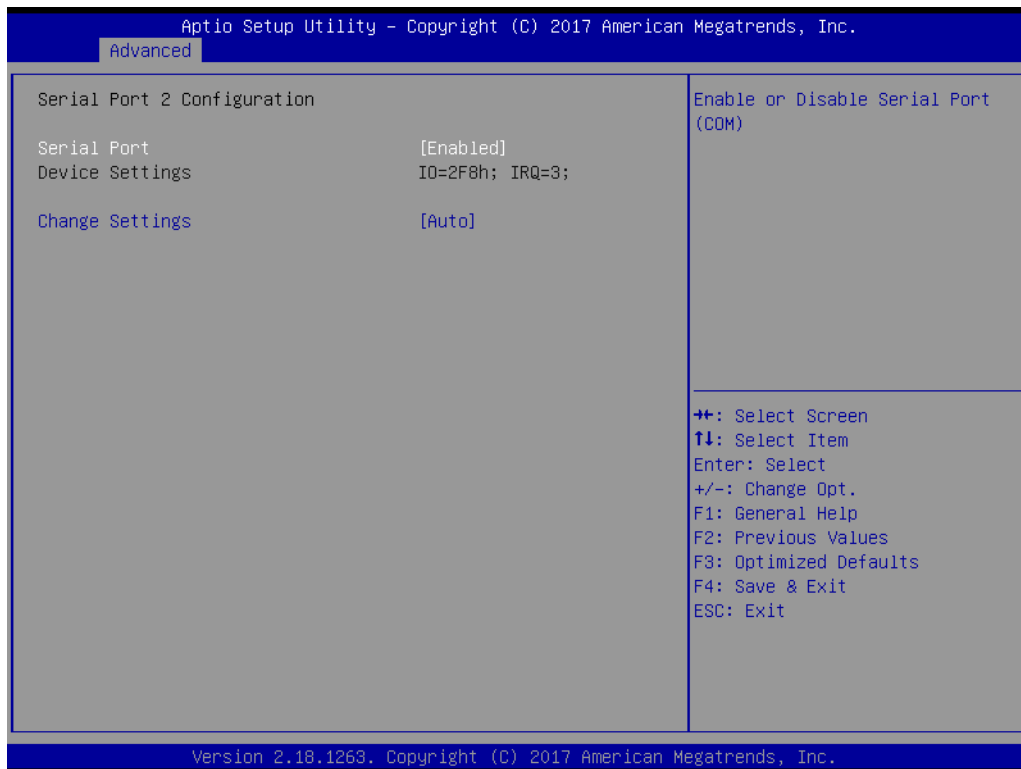 Aptio Setup Utility – Copyright (C) 2017 American Megatrends, Inc.
Advanced
Serial Port 2 Configuration
Serial Port [Enabled]
Device Settings IO=2F8h; IRQ=3;
Change Settings [Auto]
Enable or Disable Serial Port
(COM)
→←: Select Screen
↑↓: Select Item
Enter: Select
+/-: Change Opt.
F1: General Help
F2: Previous Values
F3: Optimized Defaults
F4: Save & Exit
ESC: Exit
Version 2.18.1263. Copyright (C) 2017 American Megatrends, Inc.